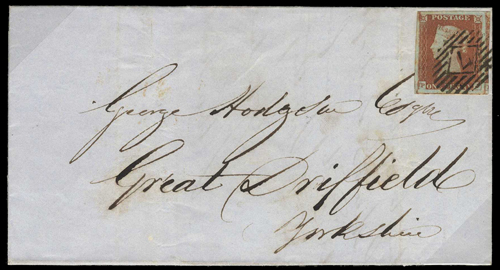 POSTAGE
George Hodgson Esqre
Great Driffield
Yorkshire